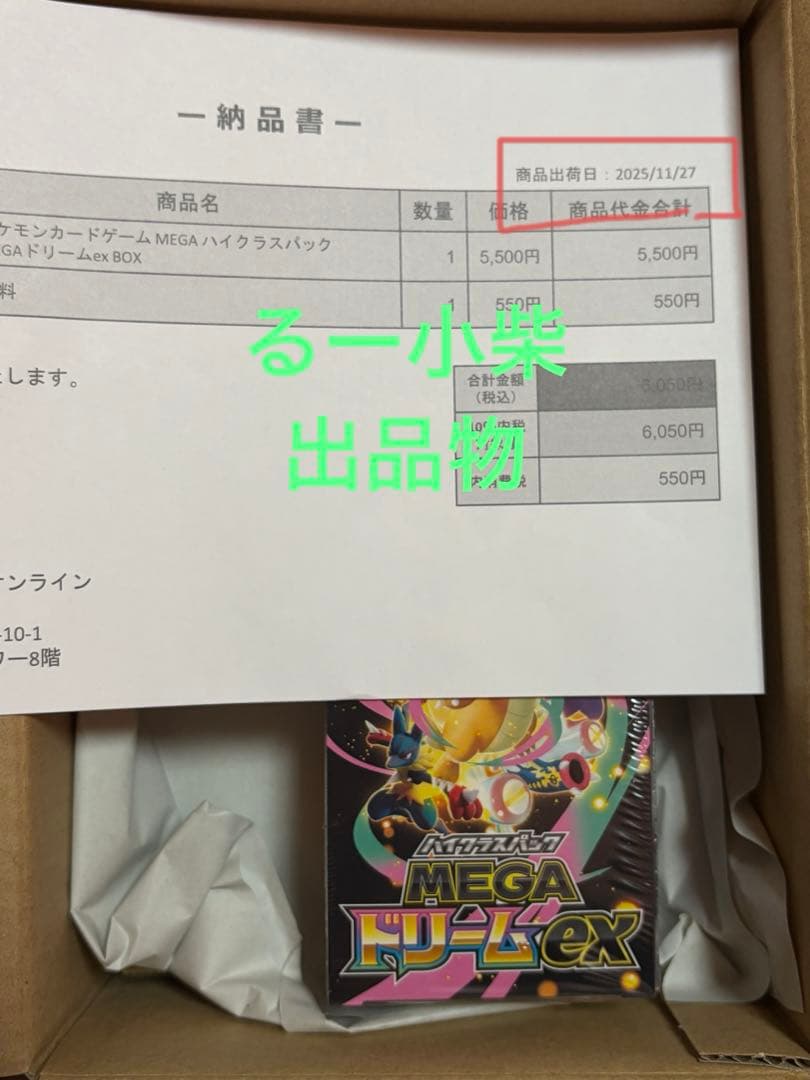 ー納品書ー
商品出荷日：2025/11/27
商品名 数量 価格 商品代金合計
ケモンカードゲーム MEGA ハイクラスパック
GAドリームex BOX 1 5,500円 5,500円
料 1 550円 550円
るー小柴
出品物
します。
合計金額
（税込） 6,050円
6,050円
550円
ンライン
-10-1
ワー8階
ハイクラスパック
MEGA
ドリームex